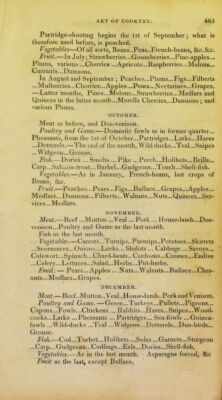 ART OF COOKERY. 483
Partridge-shooting begins the 1st of September; what is
therefore used before, is poached.
Vegetables—Of all sorts, Beans..Peas..French-beans, &c.&c.
Fruit.—In July; Strawberries...Gooseberries...Pine-apples...
Plums, various...Cherries...Apricots...Raspberries...Melons...
Currants...Damsons.
In August and September; Peaches...Plums...Figs...Filberts
...Mulberries...Cherries...Apples...Pears...Nectarines...Grapes.
—Latter months, Pines...Melons...Strawberries...Medlars and
Quinces in the latter month...Morella Cherries...Damsons; and
various Plums.
OCTOBER.
Meat as before, and Doe-venison.
Poultry and Game.—Domestic fowls as in former quarter...
Pheasants, from the 1st of October...Partridges...Larks...Hares
...Dotterels.—The end of the month, Wild ducks...Teal...Snipes
...Widgeon...Grouse.
Fish.—Dories...Smelts...Pike...Perch...Holibets...Brills...
Carp...Salmon-trout...Barbel...Gudgeons...Tench...Shell-fish.
Vegetables.—As in January, French-beans, last crops of
Beans, &c.
Fruit.—Peaches...Pears...Figs...Bullace...Grapes...Apples...
Medlars...Damsons...Filberts...Walnuts...Nuts...Quinces...Ser-
vices...Medlars.
NOVEMBER.
Meat.—Beef...Mutton...Veal...Pork...House-lamb...Doe-
venison...Poultry and Game as the last month.
Fish as the last month.
Vegetables.—Carrots...Turnips...Parsnips..Potatoes...Skirrets
...Scorzonera...Onions...Leeks...Shalots...Cabbage...Savoys...
Colewort...Spinach...Chard-beets...Cardoons...Cresses...Endive
...Celery...Lettuces...Salad...Herbs...Pot-herbs.
Fruit.—Pears...Apples...Nuts...Walnuts...Bullace...Ches-
nuts...Medlars...Grapes.
DECEMBER.
Meat.—Beef..Mutton..Veal..House-lamb..Pork and Venison.
Poultry and Game.—Geese...Turkeys...Pullets...Pigeons...
Capons...Fowls...Chickens...Rabbits...Hares...Snipes...Wood-
cocks...Larks...Pheasants...Partridges...Sea-fowls...Guinea-
fowls...Wild-ducks...Teal...Widgeon...Dotterels...Dun-birds...
Grouse.
Fish.—Cod...Turbot...Holibets...Soles...Gurnets...Sturgeon
...Carp...Gudgeons...Codlings...Eels...Dories...Shell-fish.
Vegetables.—As in the last month. Asparagus forced, &c
Fruit as the last, except Bullace.